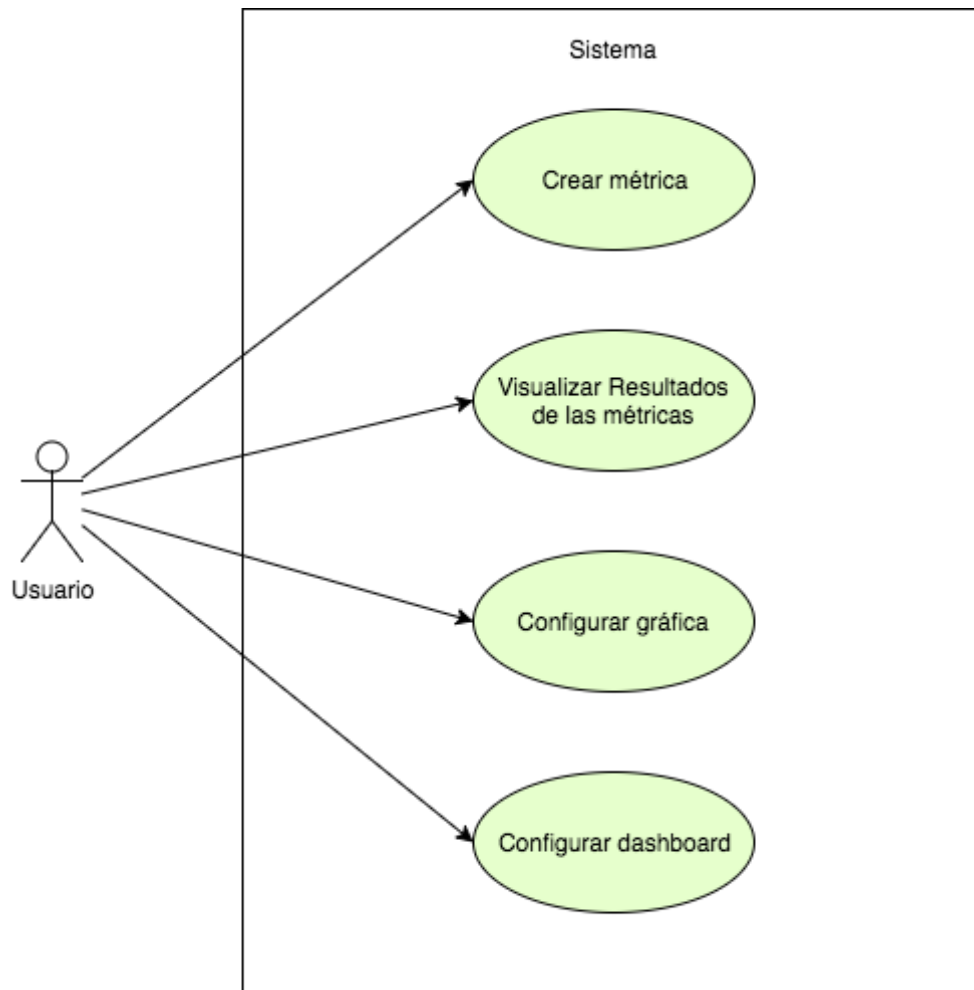 Sistema
Crear métrica
Visualizar Resultados
de las métricas
Usuario
Configurar gráfica
Configurar dashboard